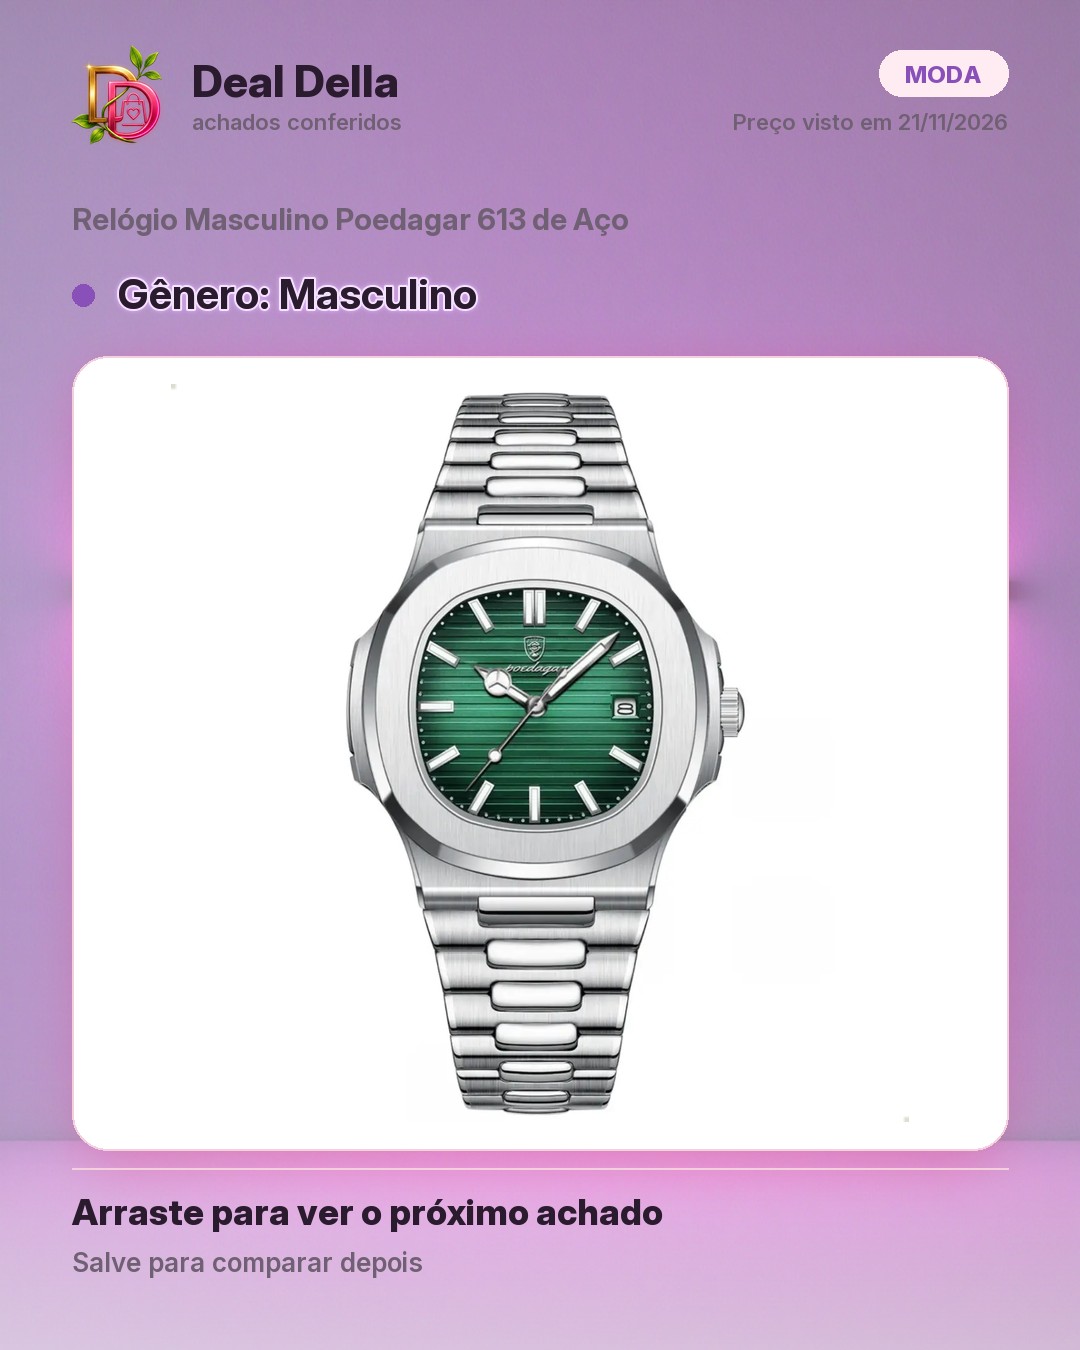 Deal Della
achados conferidos
MODA
Preço visto em 21/11/2026
Relógio Masculino Poedagar 613 de Aço
Gênero: Masculino
poedagar
8
Arraste para ver o próximo achado
Salve para comparar depois